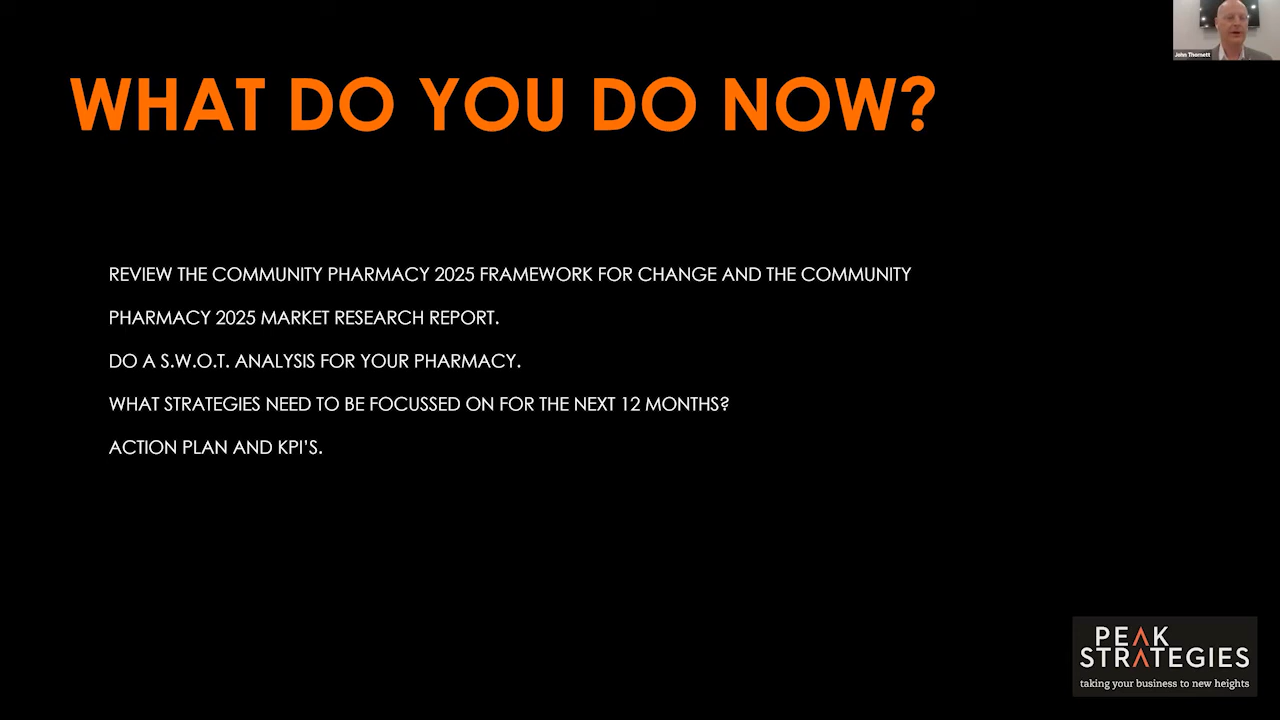 John Thornett
WHAT DO YOU DO NOW?
REVIEW THE COMMUNITY PHARMACY 2025 FRAMEWORK FOR CHANGE AND THE COMMUNITY
PHARMACY 2025 MARKET RESEARCH REPORT.
DO A S.W.O.T. ANALYSIS FOR YOUR PHARMACY.
WHAT STRATEGIES NEED TO BE FOCUSSED ON FOR THE NEXT 12 MONTHS?
ACTION PLAN AND KPI'S.
PEAK
STRATEGIES
taking your business to new heights